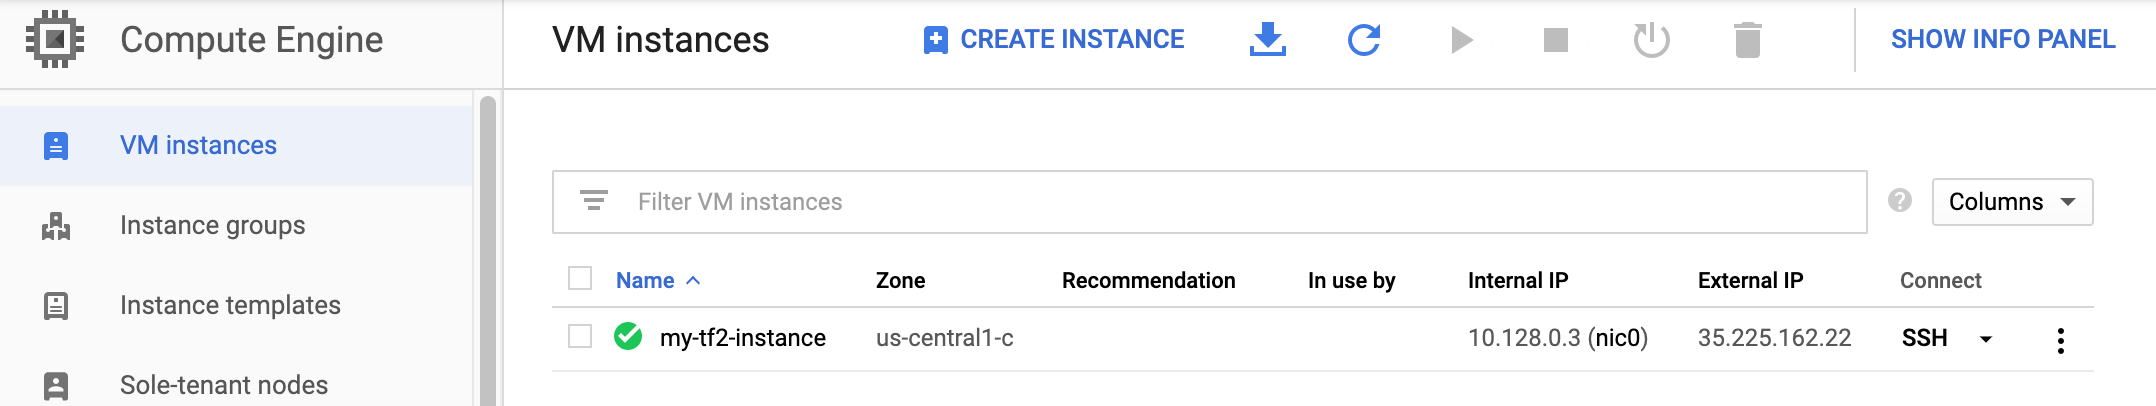 Compute Engine
VM instances
CREATE INSTANCE
SHOW INFO PANEL
VM instances
Instance groups
Instance templates
Sole-tenant nodes
Filter VM instances
?
Columns
Name Zone Recommendation In use by Internal IP External IP Connect
my-tf2-instance us-central1-c 10.128.0.3 (nic0) 35.225.162.22 SSH